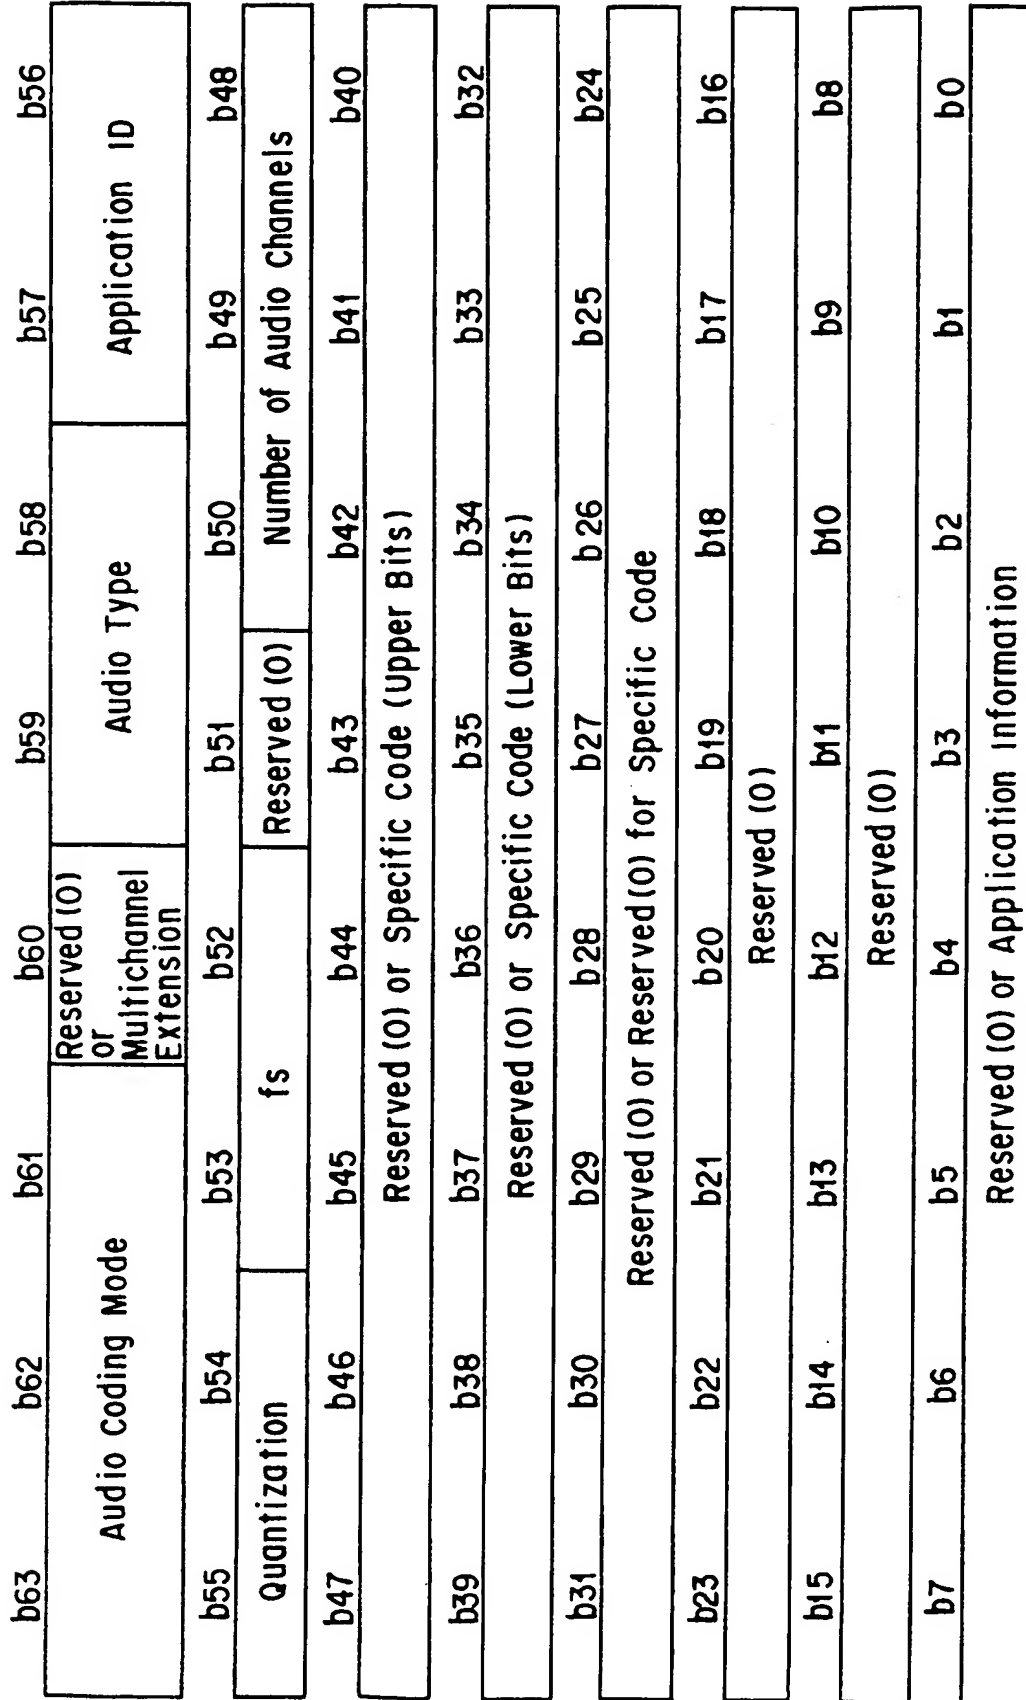 b63 b62 b61 b60 b59 b58 b57 b56
Audio Coding Mode
Reserved (0)
or
Multichannel
Extension
Audio Type
Application ID
b55 b54 b53 b52 b51 b50 b49 b48
Quantization
fs
Reserved (0)
Number of Audio Channels
b47 b46 b45 b44 b43 b42 b41 b40
Reserved (0) or Specific Code (Upper Bits)
b39 b38 b37 b36 b35 b34 b33 b32
Reserved (0) or Specific Code (Lower Bits)
b31 b30 b29 b28 b27 b26 b25 b24
Reserved (0) or Reserved (0) for Specific Code
b23 b22 b21 b20 b19 b18 b17 b16
Reserved (0)
b15 b14 b13 b12 b11 b10 b9 b8
Reserved (0)
b7 b6 b5 b4 b3 b2 b1 b0
Reserved (0) or Application Information